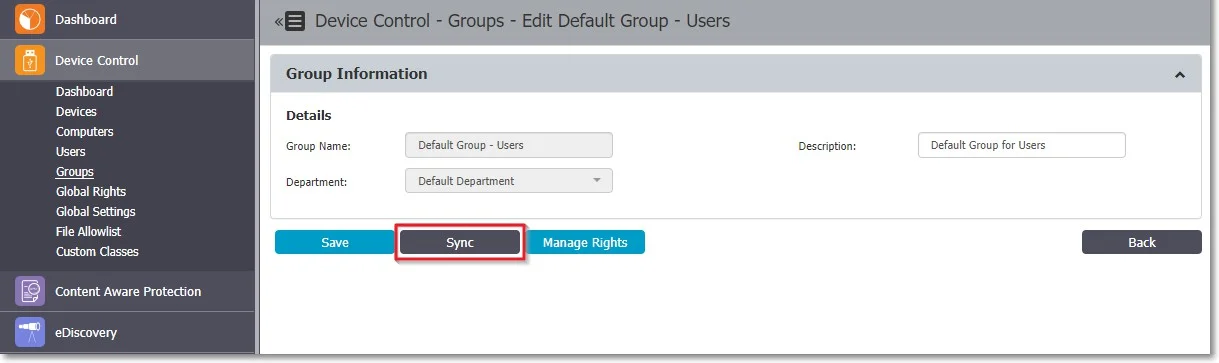 Dashboard
Device Control
Dashboard
Devices
Computers
Users
Groups
Global Rights
Global Settings
File Allowlist
Custom Classes
Content Aware Protection
eDiscovery
« Device Control - Groups - Edit Default Group - Users
Group Information
Details
Group Name: Default Group - Users Description: Default Group for Users
Department: Default Department
Save Sync Manage Rights Back